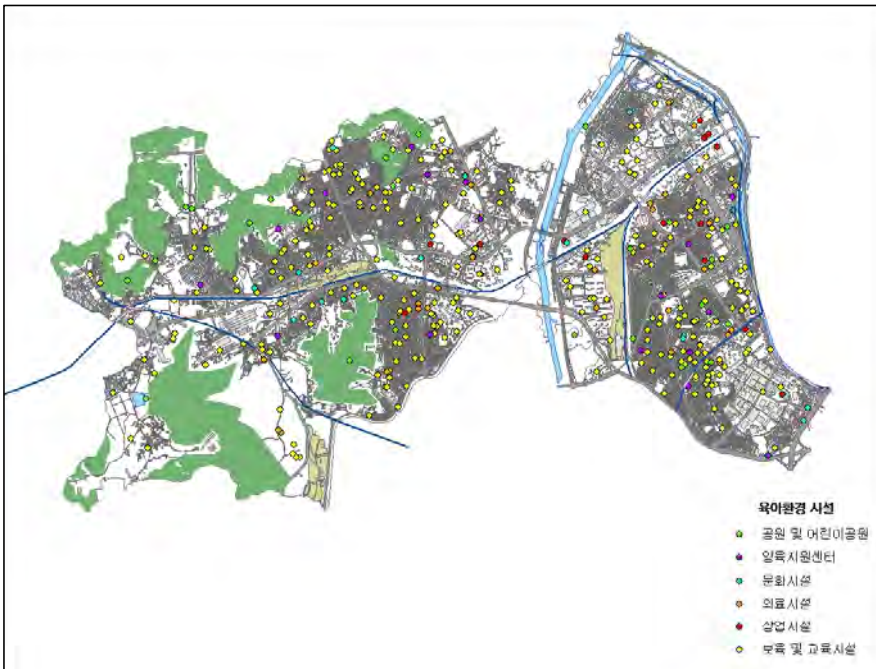 육아환경 시설
공원 및 어린이공원
양육지원센터
문화시설
의료시설
상업시설
보육 및 교육시설